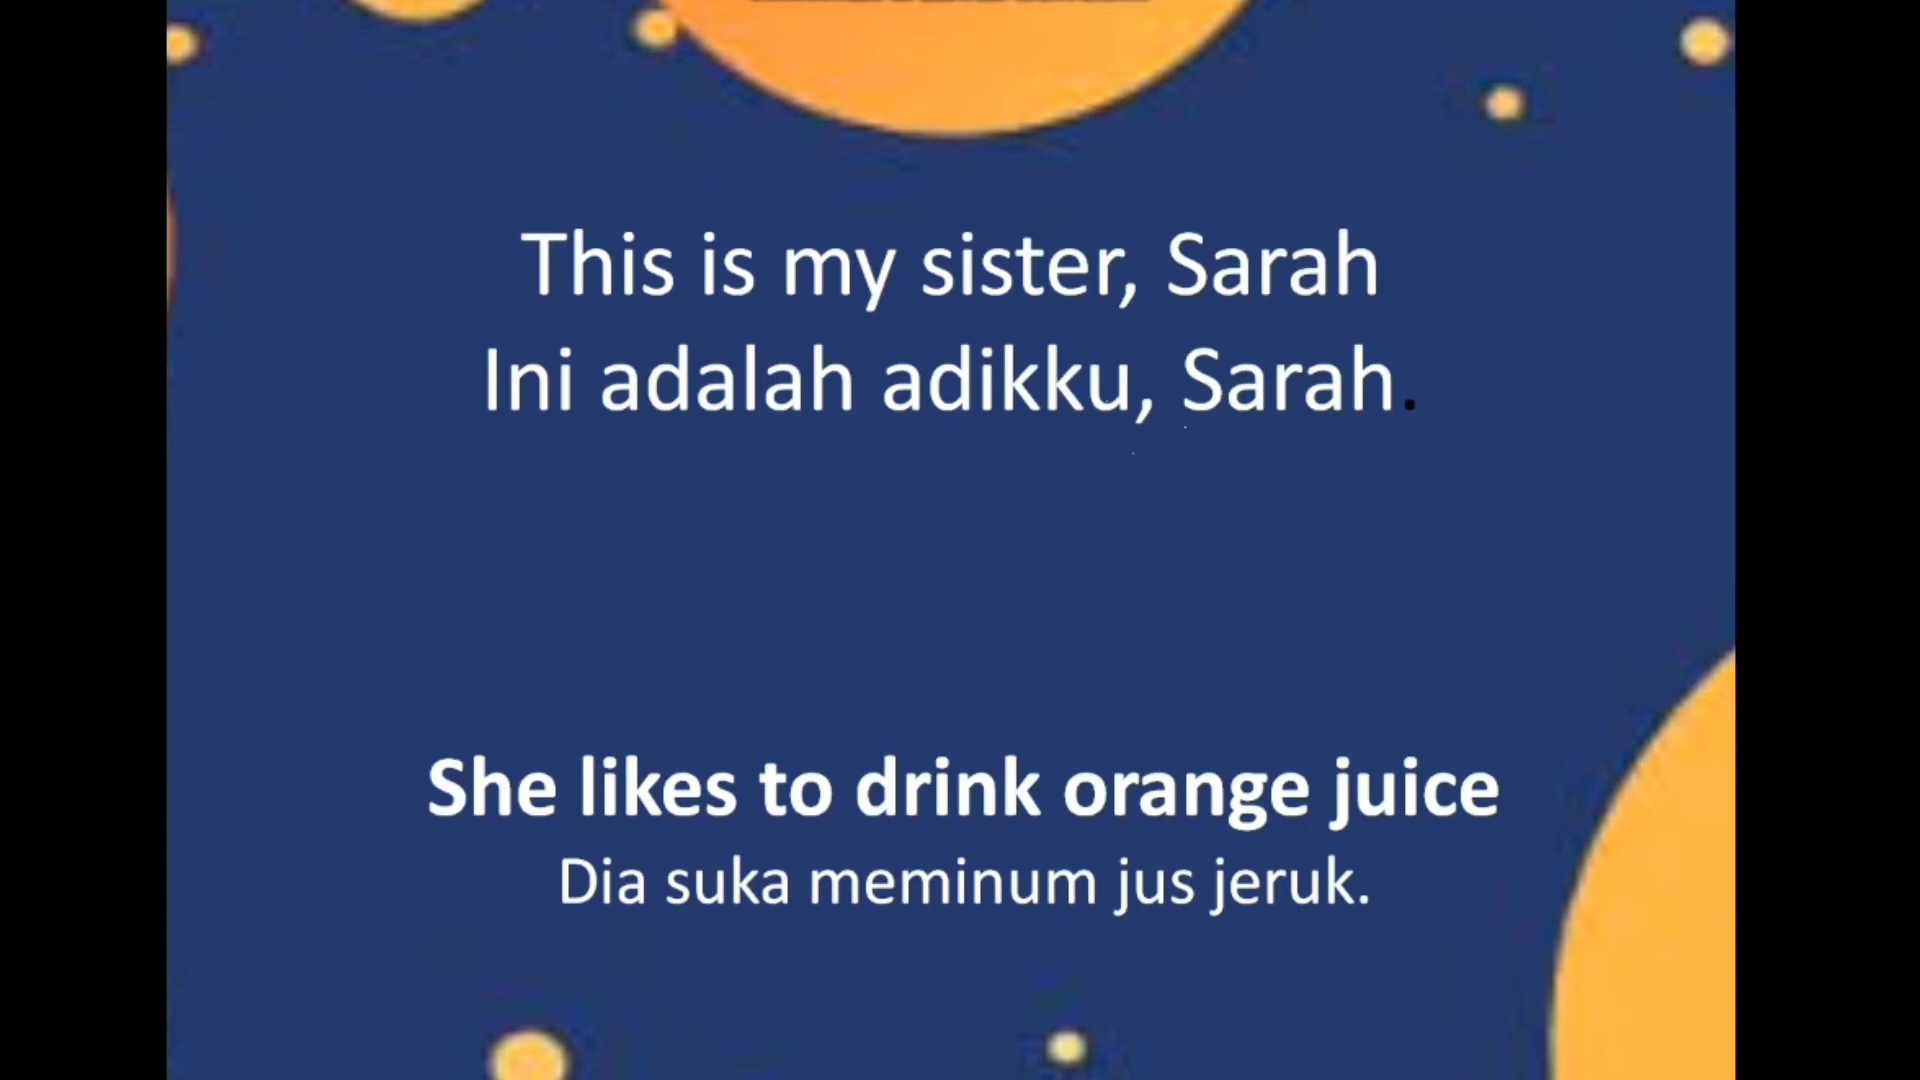 This is my sister, Sarah
Ini adalah adikku, Sarah.
She likes to drink orange juice
Dia suka meminum jus jeruk.